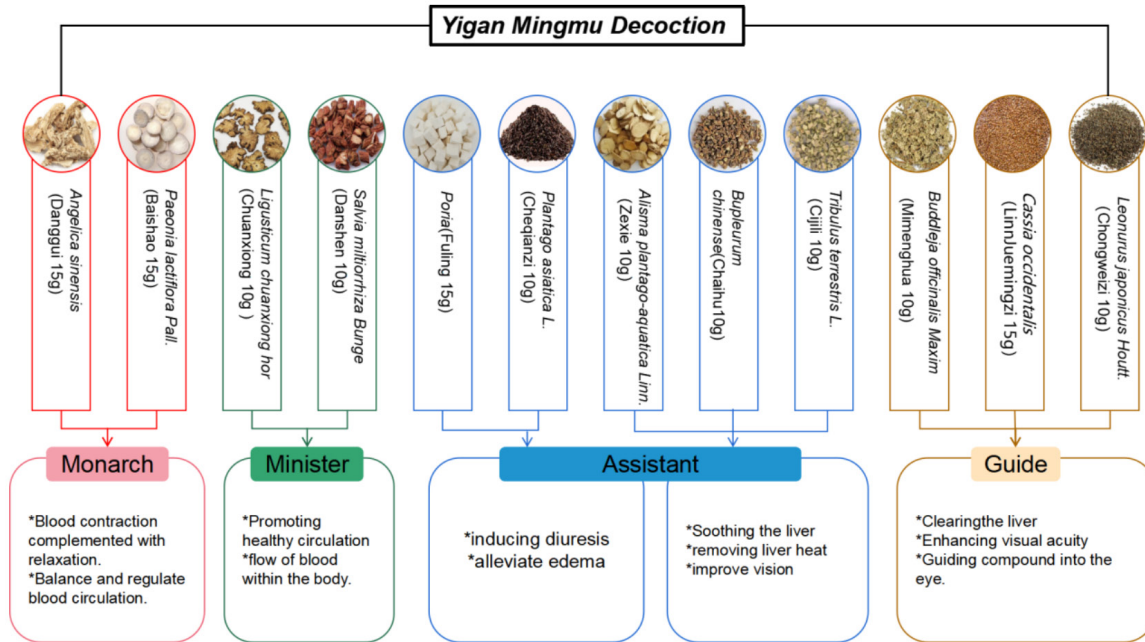 Yigan Mingmu Decoction
Angelica sinensis
(Danggui 15g)
Paeonia lactiflora Pall.
(Baishao 15g)
Ligusticum chuanxiong hor
(Chuanxiong 10g )
Salvia miltiorrhiza Bunge
(Danshen 10g)
Poria(Fuling 15g)
Plantago asiatica L.
(Cheqianzi 10g )
Alisma plantago-aquatica Linn.
(Zexie 10g)
Bupleurum
chinense(Chaihu10g)
Tribulus terrestris L.
(Cijili 10g)
Buddleja officinalis Maxim
(Mimenghua 10g)
Cassia occidentalis
(LinnJuemingzi 15g)
Leonurus japonicus Houtt.
(Chongweizi 10g)
Monarch
*Blood contraction
complemented with
relaxation.
*Balance and regulate
blood circulation.
Minister
*Promoting
healthy circulation
*flow of blood
within the body.
Assistant
*inducing diuresis
*alleviate edema
*Soothing the liver
*removing liver heat
*improve vision
Guide
*Clearingthe liver
*Enhancing visual acuity
*Guiding compound into the
eye.